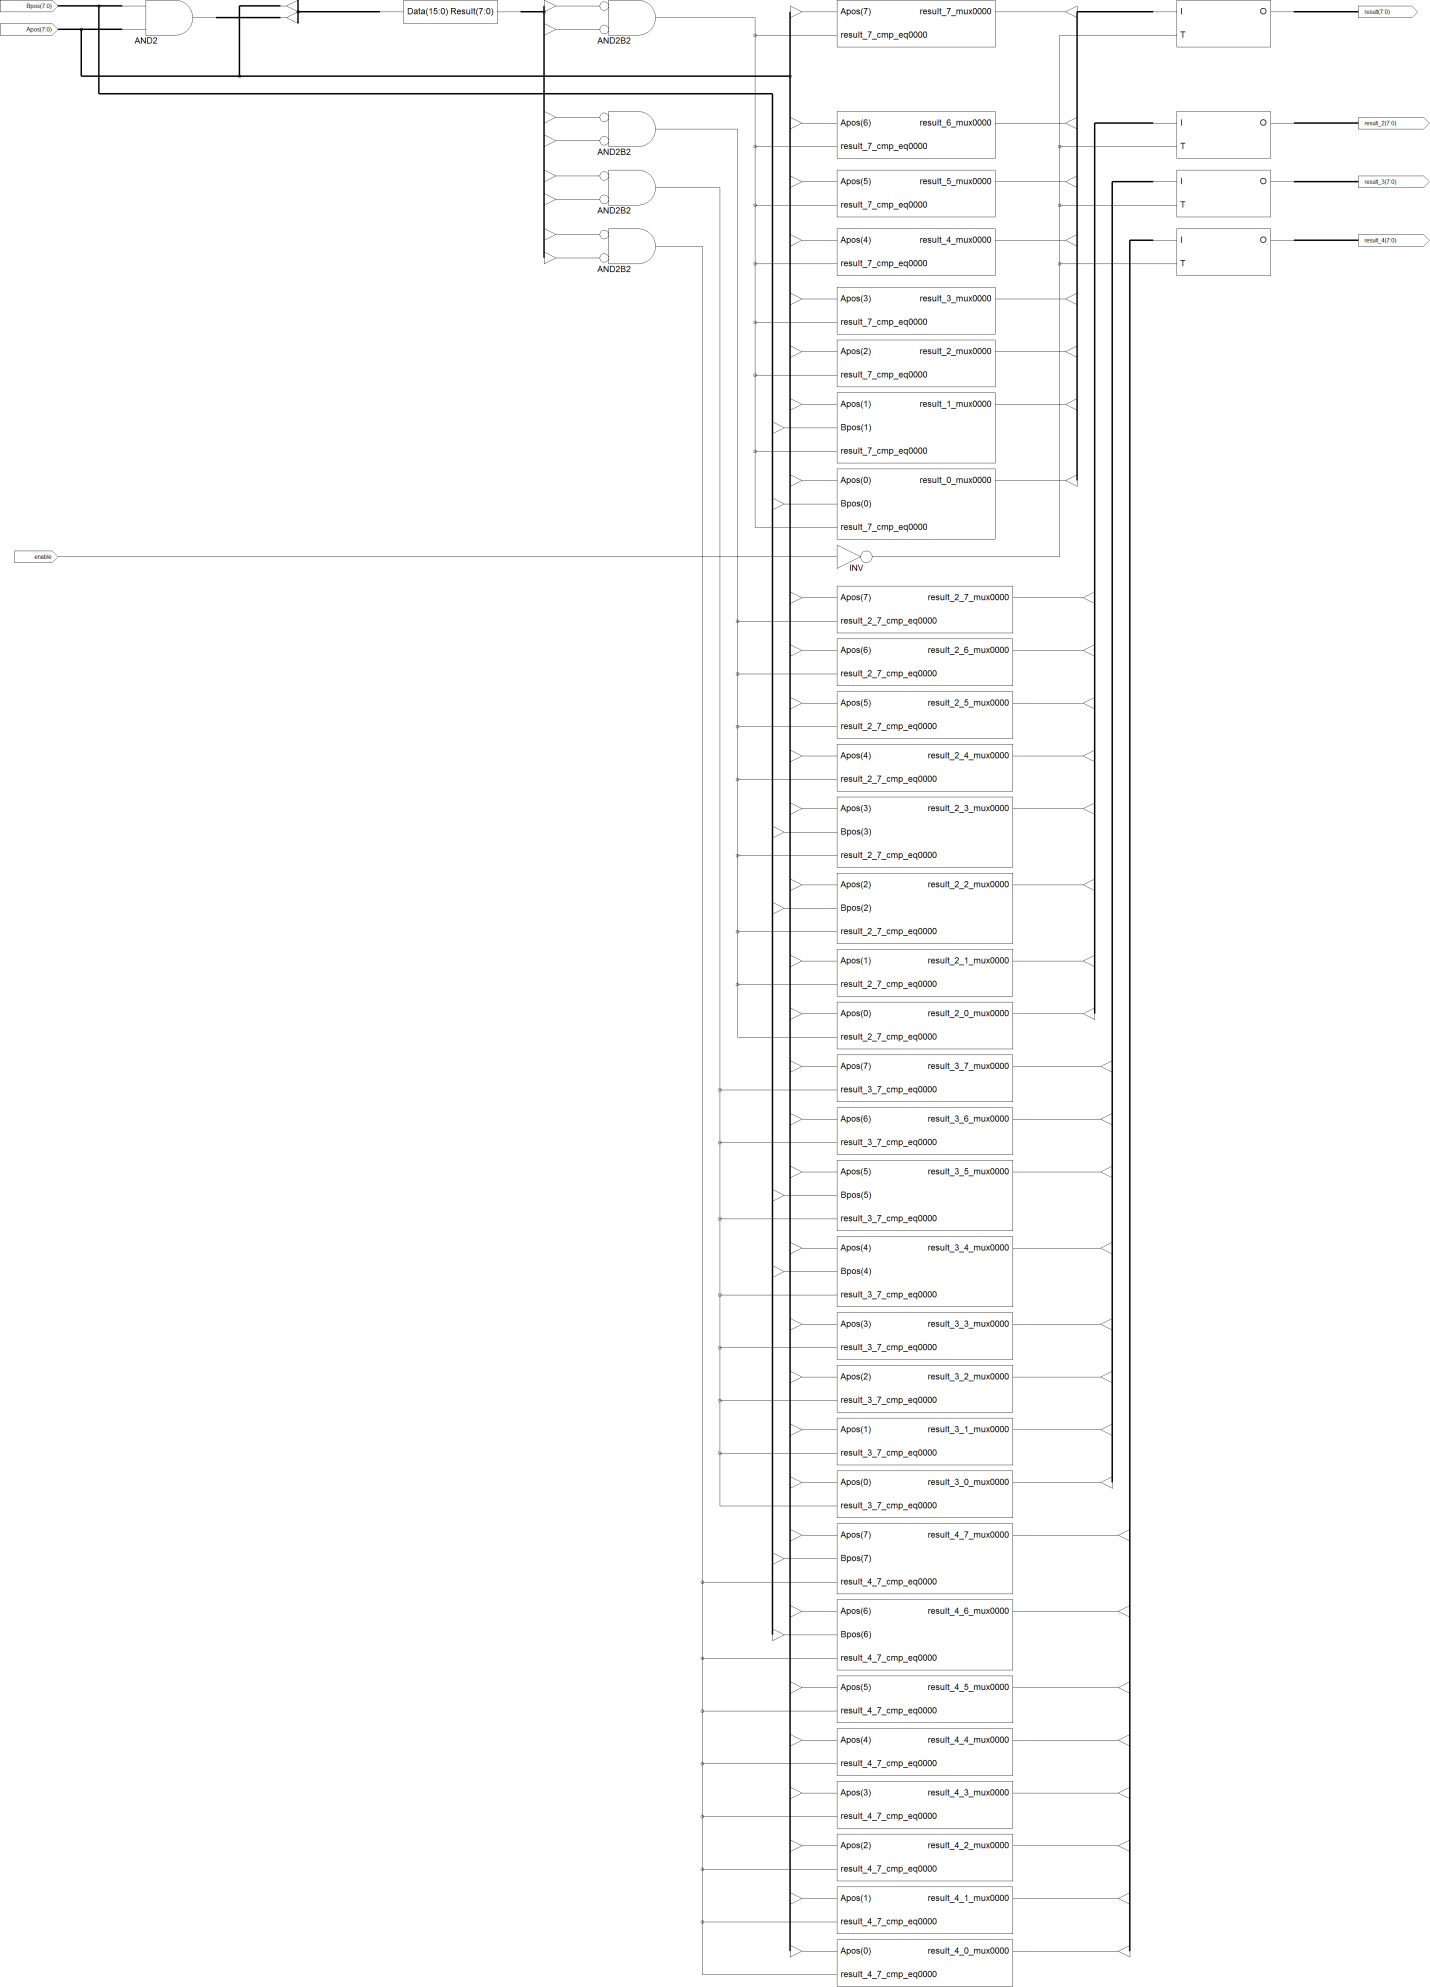 Bpos(7:0)
Apos(7:0)
AND2
Data(15:0) Result(7:0)
AND2B2
AND2B2
AND2B2
AND2B2
Apos(7) result_7_mux0000
result_7_cmp_eq0000
I O
T
result(7:0)
Apos(6) result_6_mux0000
result_7_cmp_eq0000
I O
T
result_2(7:0)
Apos(5) result_5_mux0000
result_7_cmp_eq0000
I O
T
result_3(7:0)
Apos(4) result_4_mux0000
result_7_cmp_eq0000
I O
T
result_4(7:0)
Apos(3) result_3_mux0000
result_7_cmp_eq0000
Apos(2) result_2_mux0000
result_7_cmp_eq0000
Apos(1) result_1_mux0000
Bpos(1)
result_7_cmp_eq0000
Apos(0) result_0_mux0000
Bpos(0)
result_7_cmp_eq0000
enable
INV
Apos(7) result_2_7_mux0000
result_2_7_cmp_eq0000
Apos(6) result_2_6_mux0000
result_2_7_cmp_eq0000
Apos(5) result_2_5_mux0000
result_2_7_cmp_eq0000
Apos(4) result_2_4_mux0000
result_2_7_cmp_eq0000
Apos(3) result_2_3_mux0000
Bpos(3)
result_2_7_cmp_eq0000
Apos(2) result_2_2_mux0000
Bpos(2)
result_2_7_cmp_eq0000
Apos(1) result_2_1_mux0000
result_2_7_cmp_eq0000
Apos(0) result_2_0_mux0000
result_2_7_cmp_eq0000
Apos(7) result_3_7_mux0000
result_3_7_cmp_eq0000
Apos(6) result_3_6_mux0000
result_3_7_cmp_eq0000
Apos(5) result_3_5_mux0000
Bpos(5)
result_3_7_cmp_eq0000
Apos(4) result_3_4_mux0000
Bpos(4)
result_3_7_cmp_eq0000
Apos(3) result_3_3_mux0000
result_3_7_cmp_eq0000
Apos(2) result_3_2_mux0000
result_3_7_cmp_eq0000
Apos(1) result_3_1_mux0000
result_3_7_cmp_eq0000
Apos(0) result_3_0_mux0000
result_3_7_cmp_eq0000
Apos(7) result_4_7_mux0000
Bpos(7)
result_4_7_cmp_eq0000
Apos(6) result_4_6_mux0000
Bpos(6)
result_4_7_cmp_eq0000
Apos(5) result_4_5_mux0000
result_4_7_cmp_eq0000
Apos(4) result_4_4_mux0000
result_4_7_cmp_eq0000
Apos(3) result_4_3_mux0000
result_4_7_cmp_eq0000
Apos(2) result_4_2_mux0000
result_4_7_cmp_eq0000
Apos(1) result_4_1_mux0000
result_4_7_cmp_eq0000
Apos(0) result_4_0_mux0000
result_4_7_cmp_eq0000